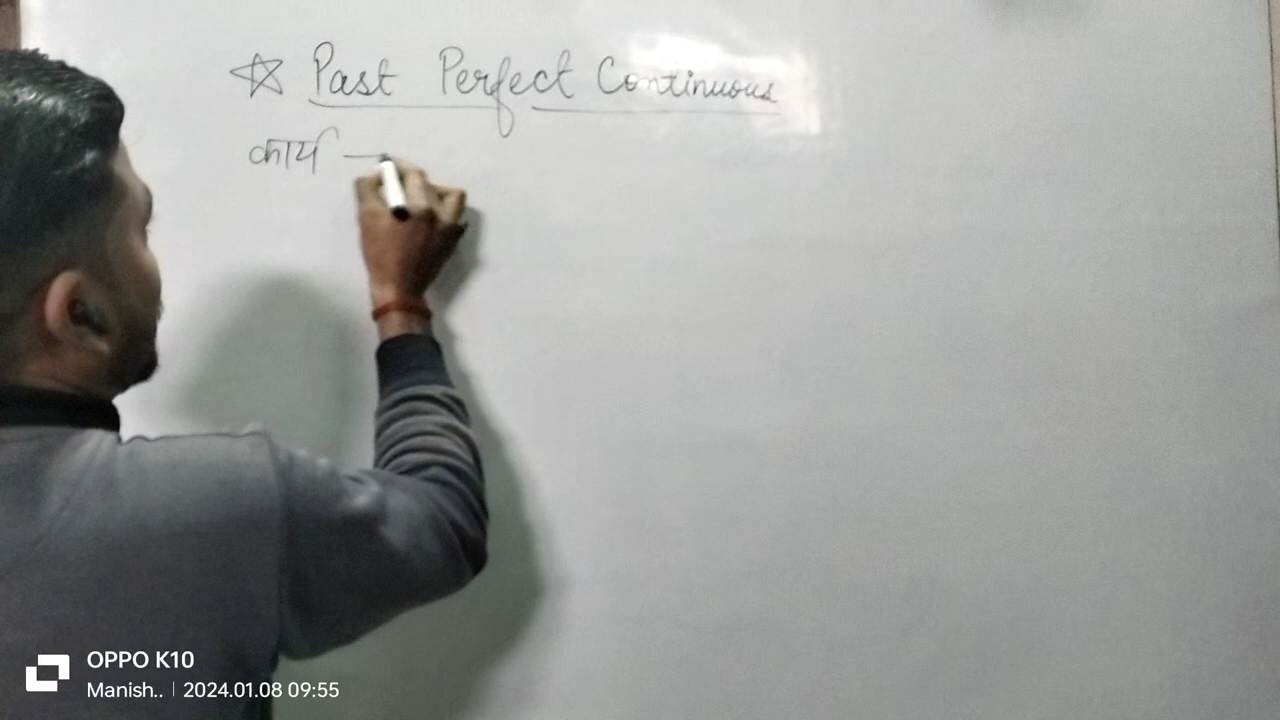 ☆ Past Perfect Continuous
कार्य —
OPPO K10
Manish.. | 2024.01.08 09:55